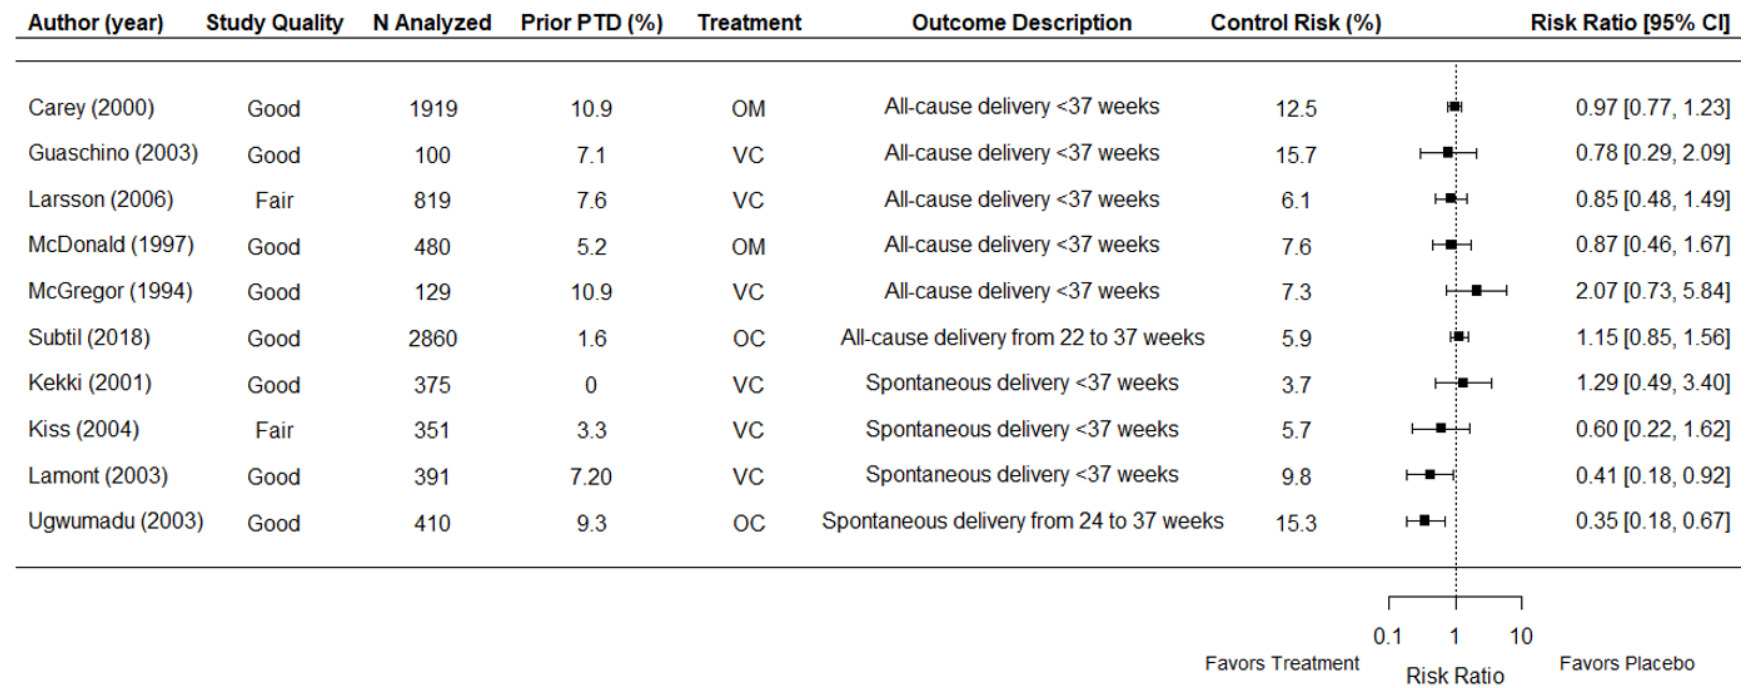 Author (year) Study Quality N Analyzed Prior PTD (%) Treatment Outcome Description Control Risk (%) Risk Ratio [95% CI]
Carey (2000) Good 1919 10.9 OM All-cause delivery <37 weeks 12.5 0.97 [0.77, 1.23]
Guaschino (2003) Good 100 7.1 VC All-cause delivery <37 weeks 15.7 0.78 [0.29, 2.09]
Larsson (2006) Fair 819 7.6 VC All-cause delivery <37 weeks 6.1 0.85 [0.48, 1.49]
McDonald (1997) Good 480 5.2 OM All-cause delivery <37 weeks 7.6 0.87 [0.46, 1.67]
McGregor (1994) Good 129 10.9 VC All-cause delivery <37 weeks 7.3 2.07 [0.73, 5.84]
Subtil (2018) Good 2860 1.6 OC All-cause delivery from 22 to 37 weeks 5.9 1.15 [0.85, 1.56]
Kekki (2001) Good 375 0 VC Spontaneous delivery <37 weeks 3.7 1.29 [0.49, 3.40]
Kiss (2004) Fair 351 3.3 VC Spontaneous delivery <37 weeks 5.7 0.60 [0.22, 1.62]
Lamont (2003) Good 391 7.20 VC Spontaneous delivery <37 weeks 9.8 0.41 [0.18, 0.92]
Ugwumadu (2003) Good 410 9.3 OC Spontaneous delivery from 24 to 37 weeks 15.3 0.35 [0.18, 0.67]
0.1 1 10
Favors Treatment Risk Ratio Favors Placebo